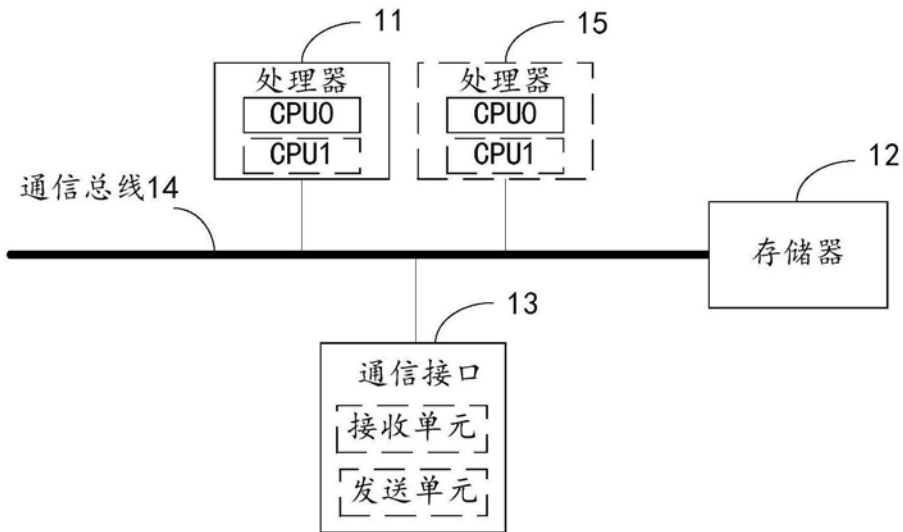 11
15
处理器
CPU0
CPU1
处理器
CPU0
CPU1
12
通信总线14
存储器
13
通信接口
接收单元
发送单元